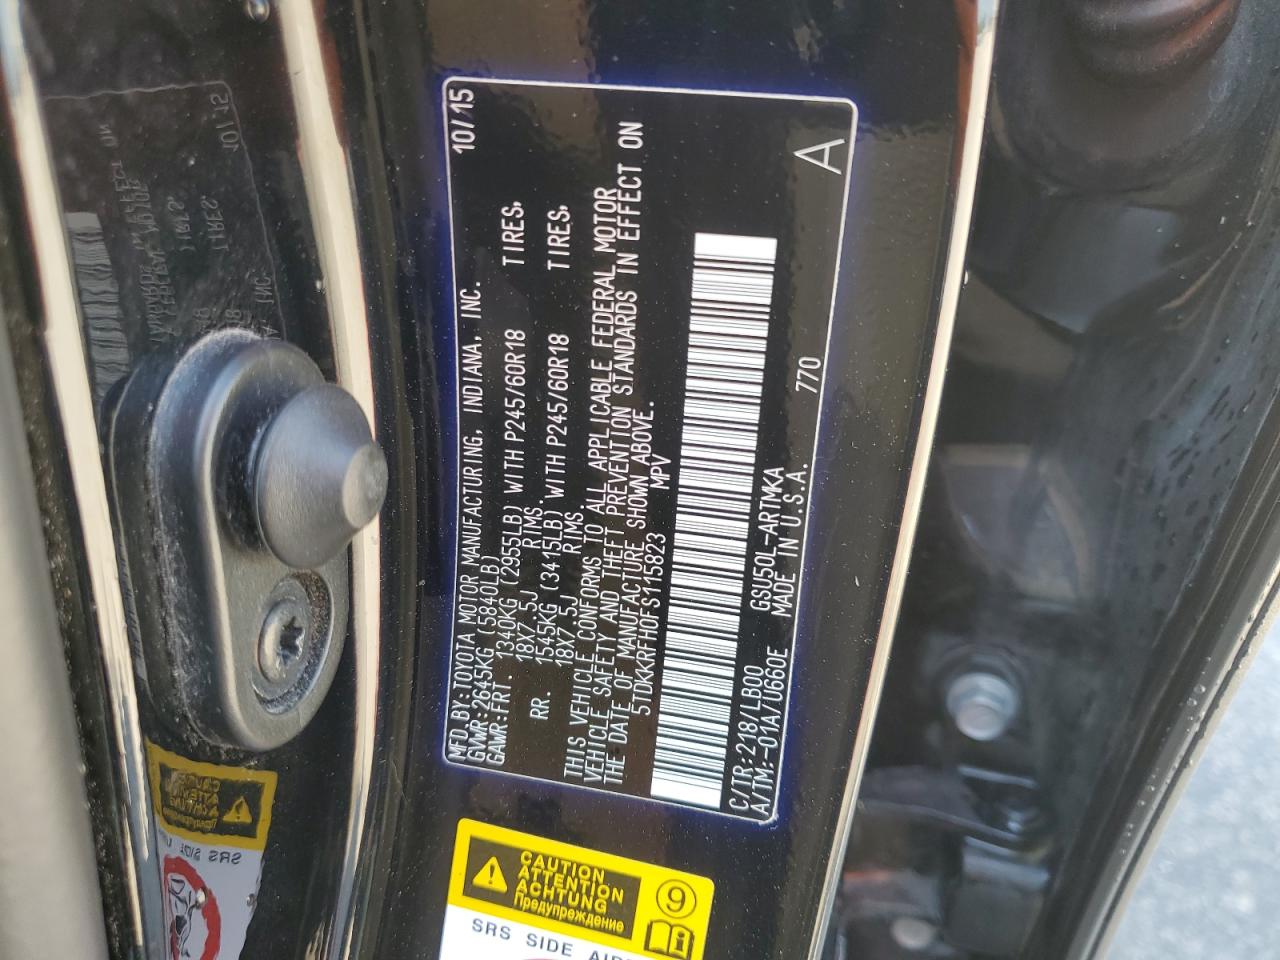 MFD.BY:TOYOTA MOTOR MANUFACTURING, INDIANA, INC. 10/15
GVWR:2645KG (5840LB)
GAWR:FRT. 1340KG (2955LB) WITH P245/60R18 TIRES,
18X7.5J RIMS.
RR. 1545KG (3415LB) WITH P245/60R18 TIRES,
18X7.5J RIMS.
THIS VEHICLE CONFORMS TO ALL APPLICABLE FEDERAL MOTOR
VEHICLE SAFETY AND THEFT PREVENTION STANDARDS IN EFFECT ON
THE DATE OF MANUFACTURE SHOWN ABOVE.
5TDKKRFH0FS115823 MPV
C/TR:218/LB00 GSU50L-ARTMKA
A/TM:-01A/U660E MADE IN U.S.A. 770 A
CAUTION
ATTENTION
ACHTUNG
Предупреждение
9
SRS SIDE